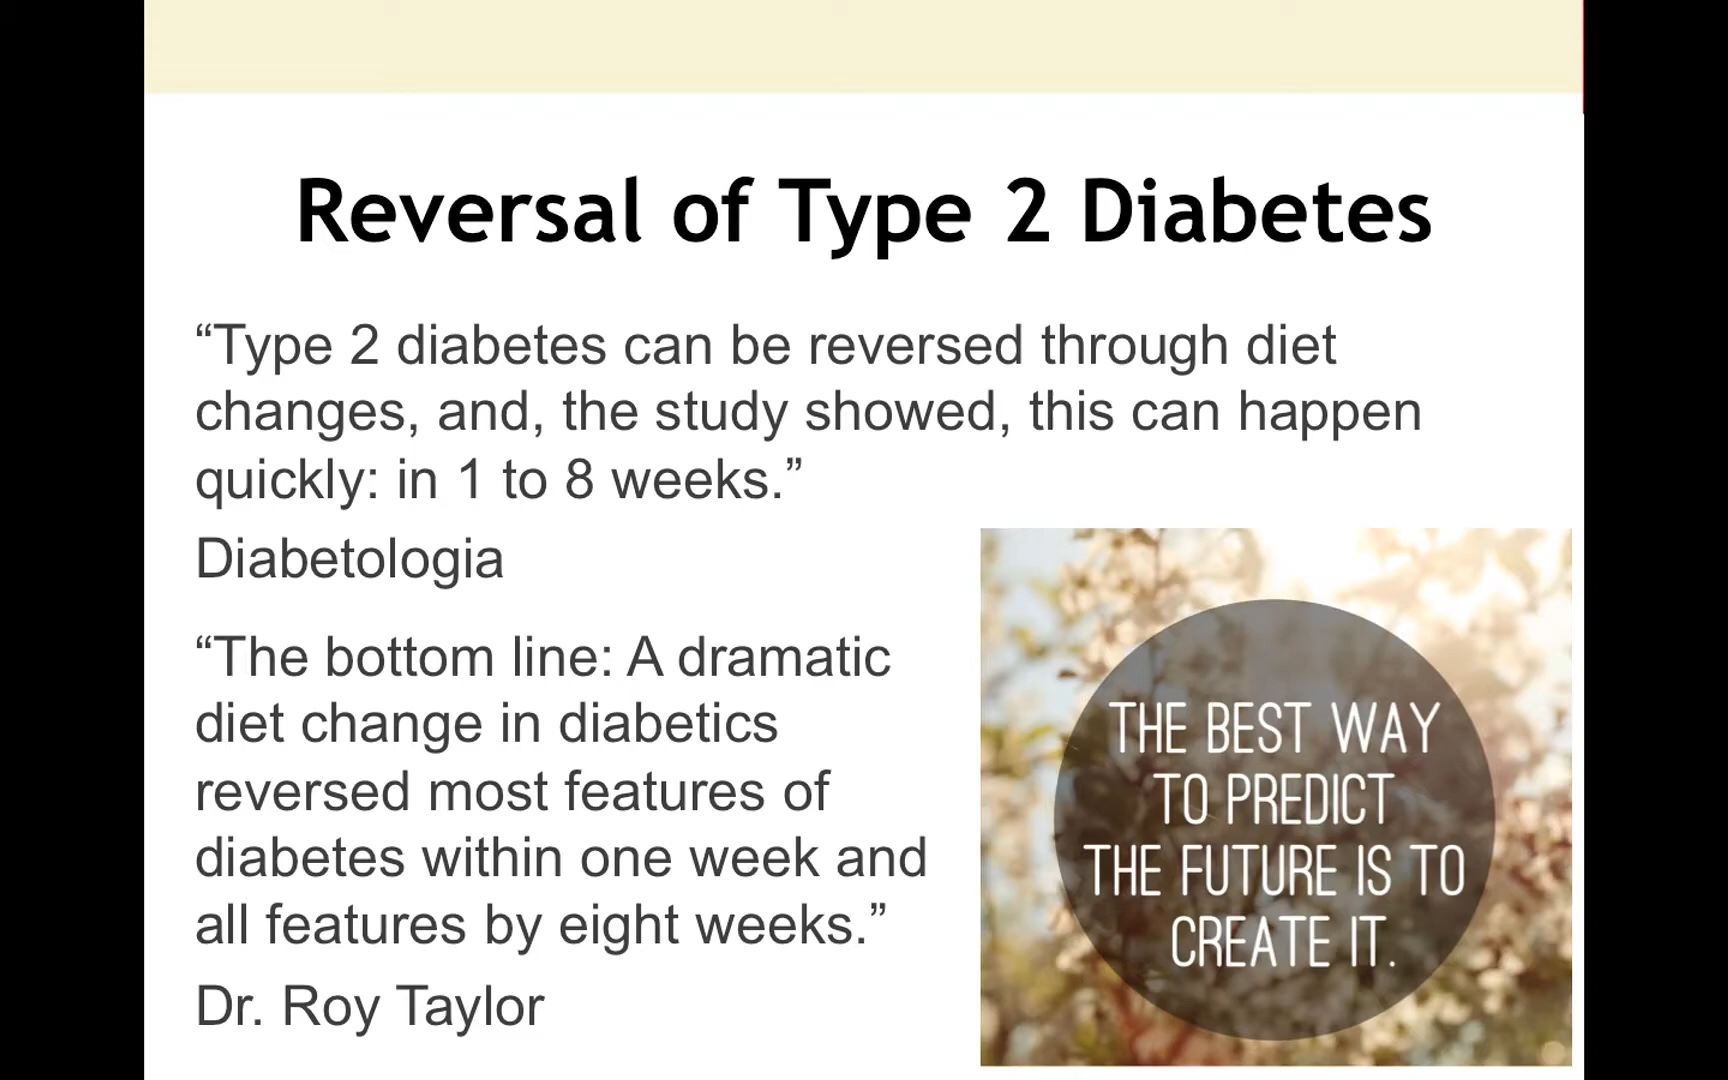 Reversal of Type 2 Diabetes
“Type 2 diabetes can be reversed through diet
changes, and, the study showed, this can happen
quickly: in 1 to 8 weeks.”
Diabetologia
“The bottom line: A dramatic
diet change in diabetics
reversed most features of
diabetes within one week and
all features by eight weeks.”
Dr. Roy Taylor
THE BEST WAY
TO PREDICT
THE FUTURE IS TO
CREATE IT.